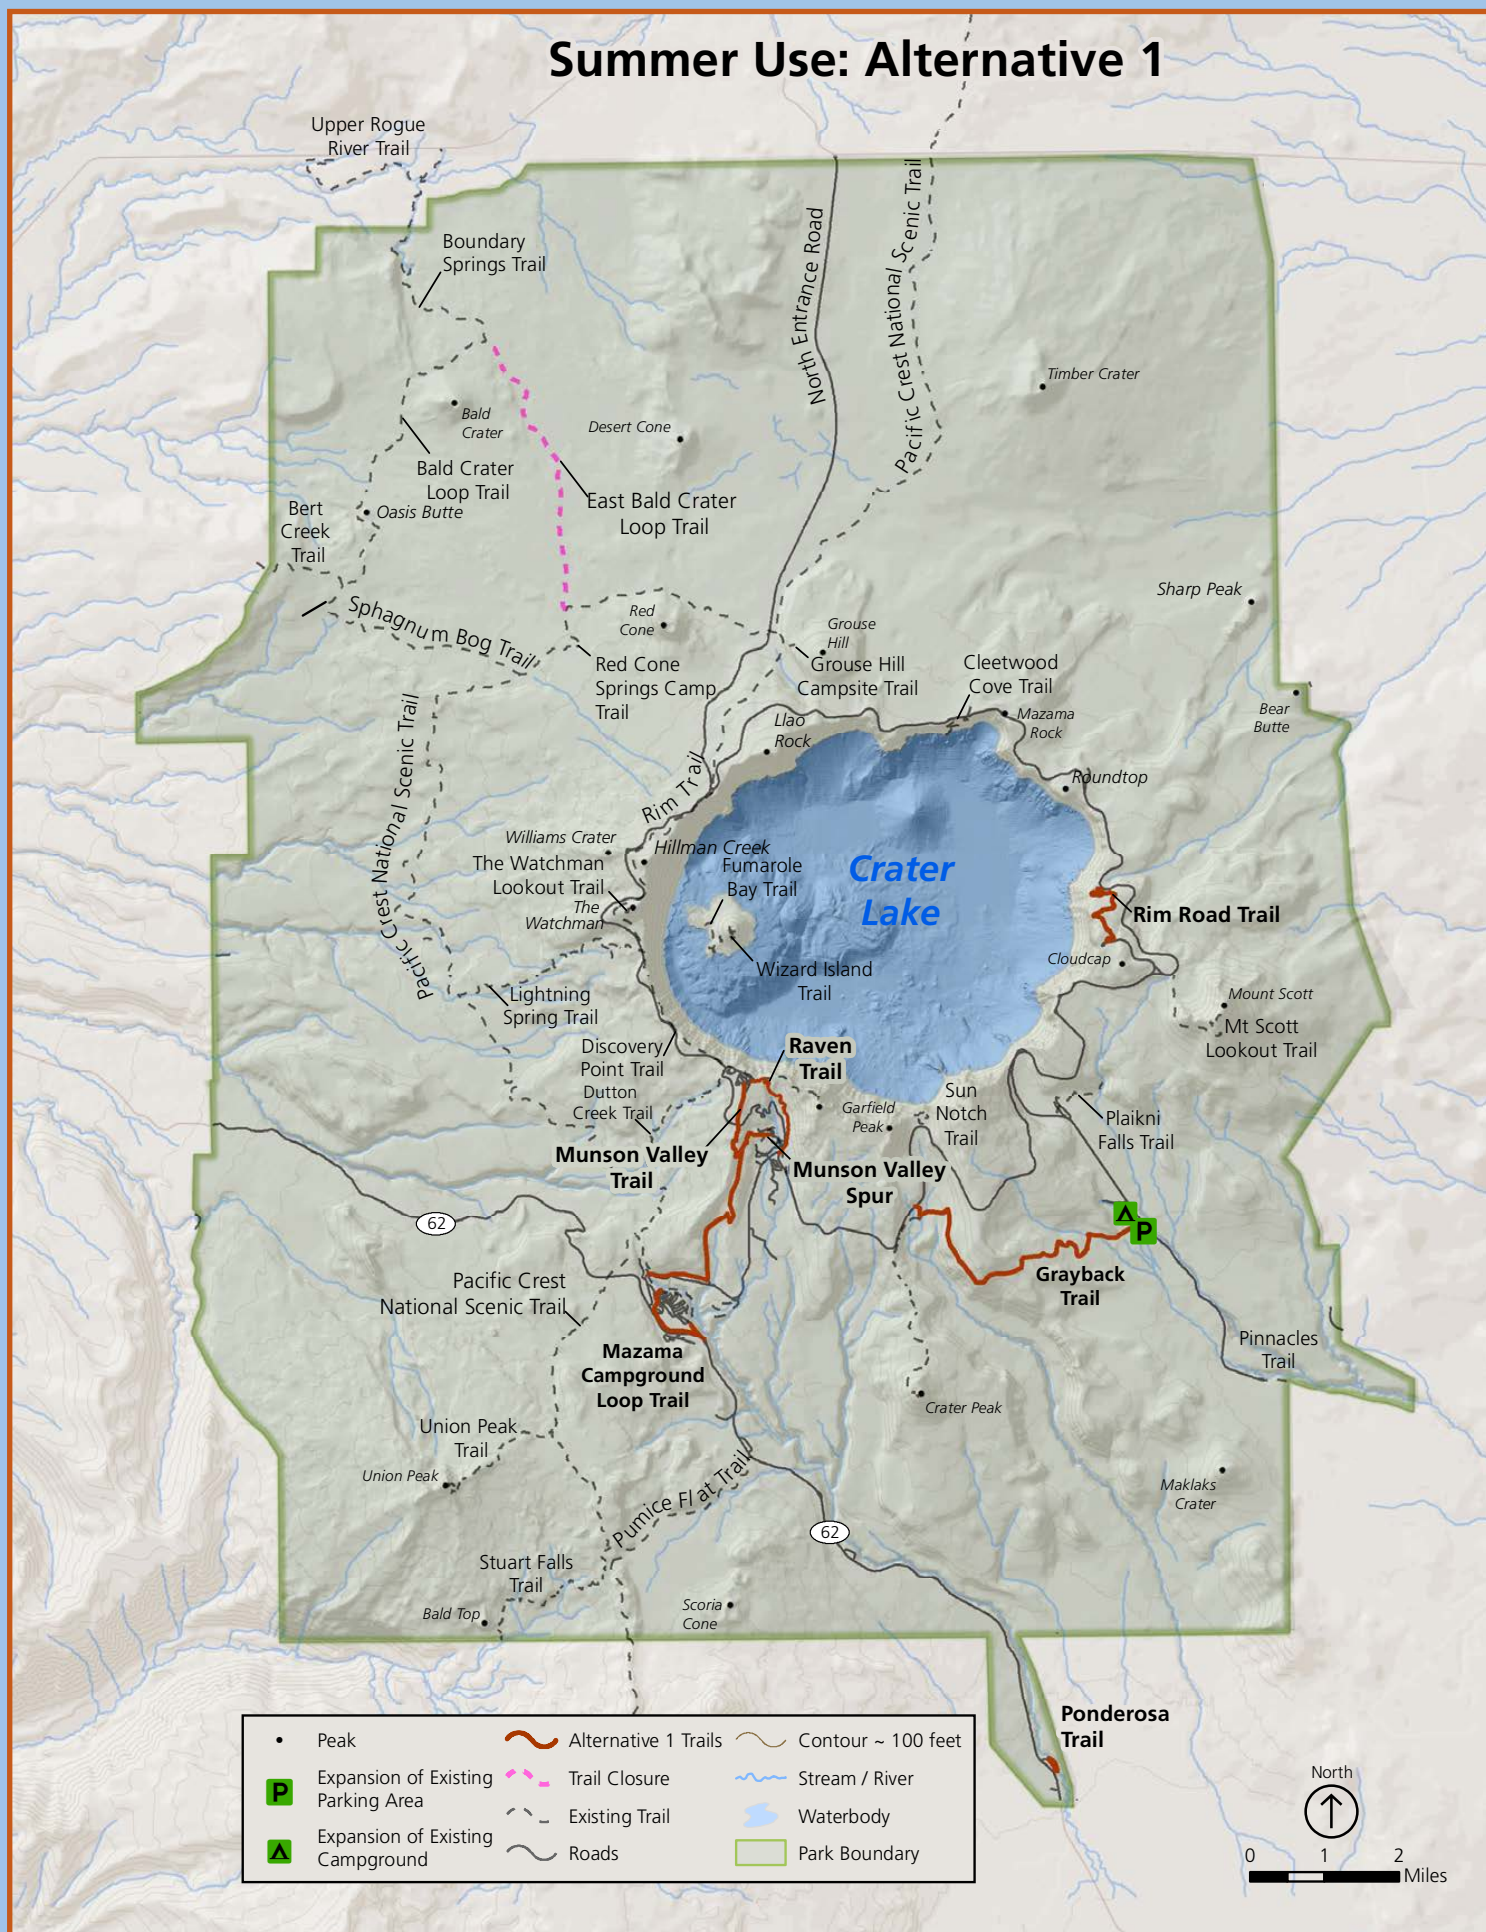 Summer Use: Alternative 1
Upper Rogue
River Trail
Boundary
Springs Trail
North Entrance Road
Pacific Crest National Scenic Trail
Timber Crater
Bald
Crater
Desert Cone
Bald Crater
Loop Trail
East Bald Crater
Loop Trail
Bert
Creek
Trail
Oasis Butte
Sharp Peak
Sphagnum Bog Trail
Red
Cone
Grouse
Hill
Red Cone
Springs Camp
Trail
Grouse Hill
Campsite Trail
Cleetwood
Cove Trail
Mazama
Rock
Bear
Butte
Llao
Rock
Roundtop
Pacific Crest National Scenic Trail
Rim Trail
Williams Crater
Hillman Creek
The Watchman
Lookout Trail
The
Watchman
Fumarole
Bay Trail
Crater
Lake
Rim Road Trail
Cloudcap
Wizard Island
Trail
Lightning
Spring Trail
Mount Scott
Mt Scott
Lookout Trail
Discovery
Point Trail
Raven
Trail
Dutton
Creek Trail
Garfield
Peak
Sun
Notch
Trail
Plaikni
Falls Trail
Munson Valley
Trail
Munson Valley
Spur
62
P
Grayback
Trail
Pacific Crest
National Scenic Trail
Pinnacles
Trail
Mazama
Campground
Loop Trail
Crater Peak
Union Peak
Trail
Union Peak
Maklaks
Crater
Pumice Flat Trail
62
Stuart Falls
Trail
Bald Top
Scoria
Cone
Ponderosa
Trail
Peak
P
Expansion of Existing
Parking Area
Expansion of Existing
Campground
Alternative 1 Trails
Trail Closure
Existing Trail
Roads
Contour ~ 100 feet
Stream / River
Waterbody
Park Boundary
North
0 1 2
Miles